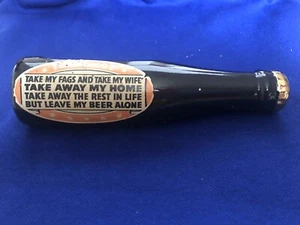 TAKE MY FAGS AND TAKE MY WIFE
TAKE AWAY MY HOME
TAKE AWAY THE REST IN LIFE
BUT LEAVE MY BEER ALONE